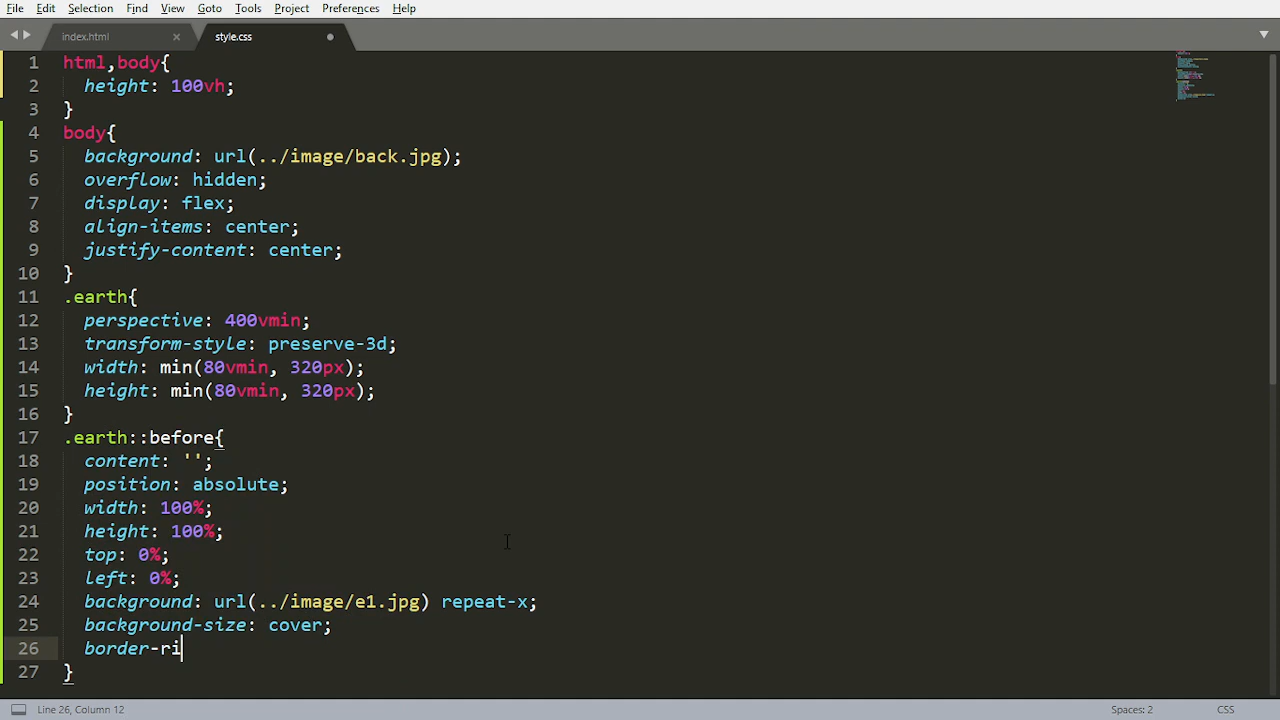 File Edit Selection Find View Goto Tools Project Preferences Help
index.html × style.css
1 html,body{
2 height: 100vh;
3 }
4 body{
5 background: url(../image/back.jpg);
6 overflow: hidden;
7 display: flex;
8 align-items: center;
9 justify-content: center;
10 }
11 .earth{
12 perspective: 400vmin;
13 transform-style: preserve-3d;
14 width: min(80vmin, 320px);
15 height: min(80vmin, 320px);
16 }
17 .earth::before{
18 content: '';
19 position: absolute;
20 width: 100%;
21 height: 100%;
22 top: 0%;
23 left: 0%;
24 background: url(../image/e1.jpg) repeat-x;
25 background-size: cover;
26 border-ri
27 }
Line 26, Column 12 Spaces: 2 CSS